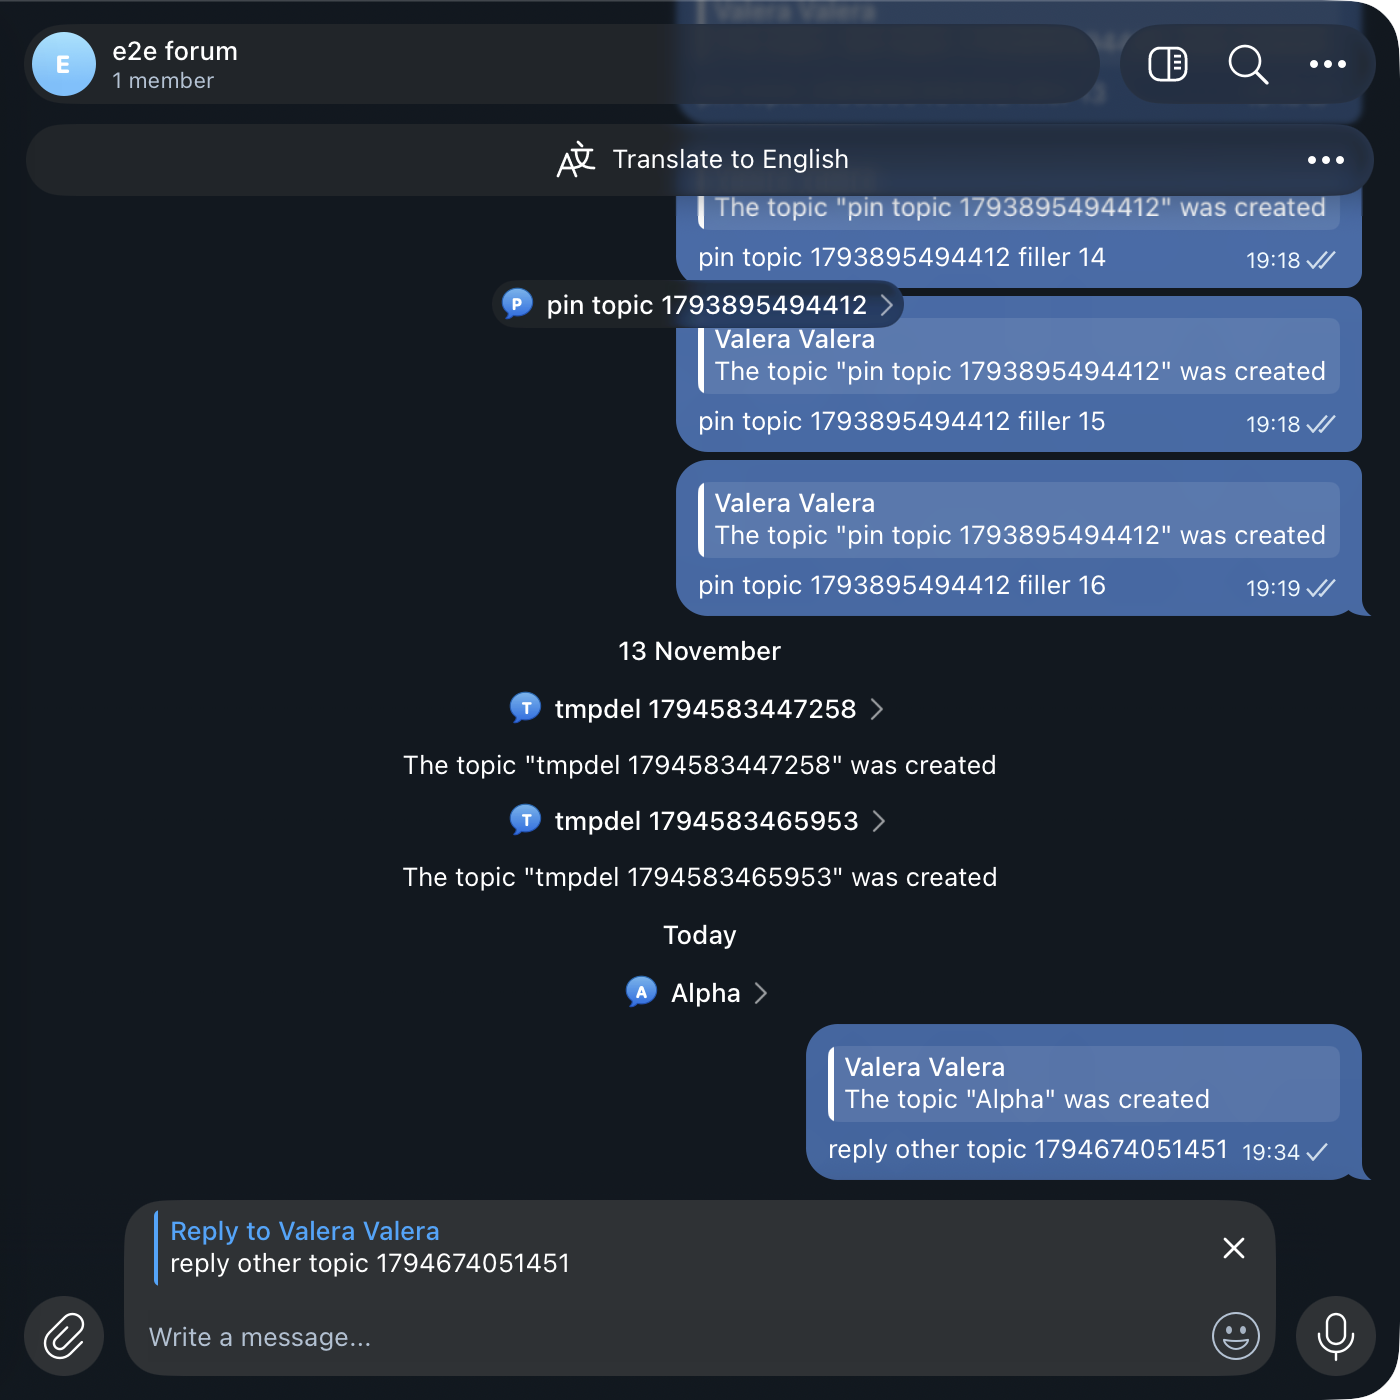 E
e2e forum
1 member
Translate to English
The topic "pin topic 1793895494412" was created
pin topic 1793895494412 filler 14
19:18
P
pin topic 1793895494412
Valera Valera
The topic "pin topic 1793895494412" was created
pin topic 1793895494412 filler 15
19:18
Valera Valera
The topic "pin topic 1793895494412" was created
pin topic 1793895494412 filler 16
19:19
13 November
T
tmpdel 1794583447258
The topic "tmpdel 1794583447258" was created
T
tmpdel 1794583465953
The topic "tmpdel 1794583465953" was created
Today
A
Alpha
Valera Valera
The topic "Alpha" was created
reply other topic 1794674051451
19:34
Reply to Valera Valera
reply other topic 1794674051451
Write a message...